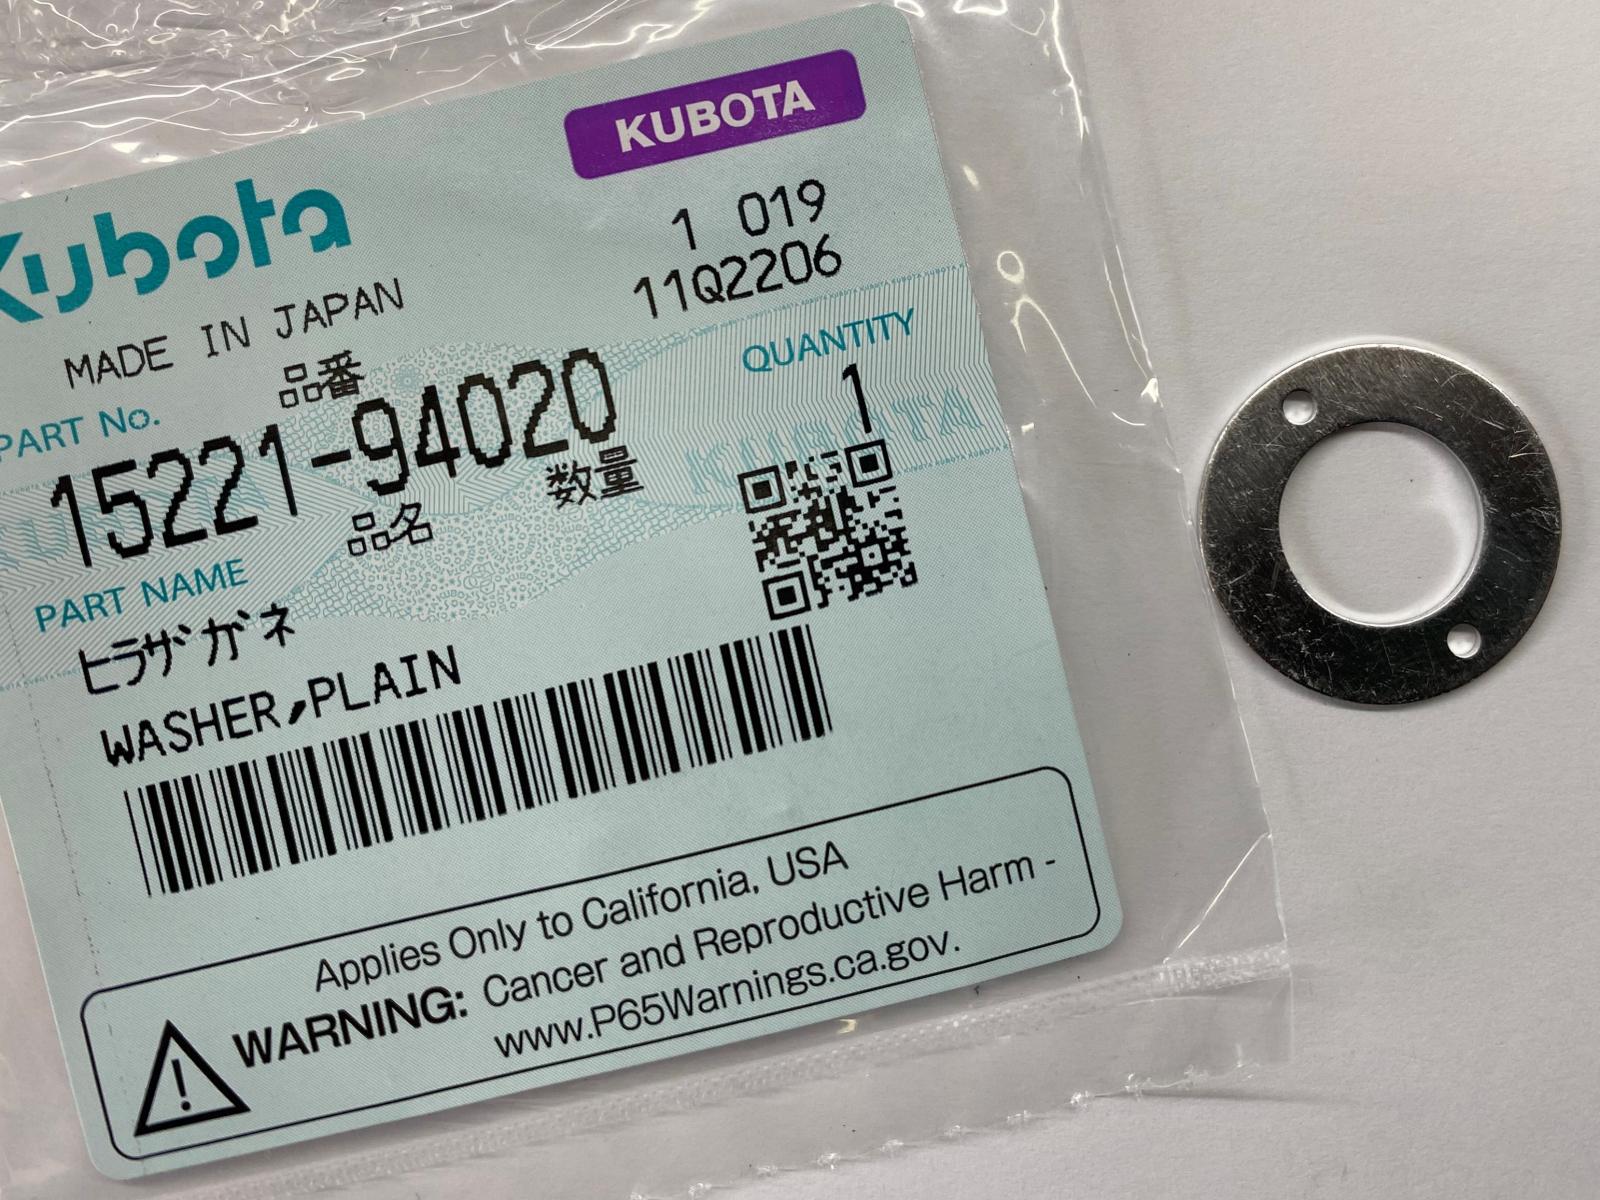 KUBOTA
Kubota
1 019
11Q2206
MADE IN JAPAN
QUANTITY
品番
1
PART No.
15221-94020
数量
品名
PART NAME
ヒラザガネ
WASHER,PLAIN
Applies Only to California, USA
WARNING: Cancer and Reproductive Harm -
www.P65Warnings.ca.gov.